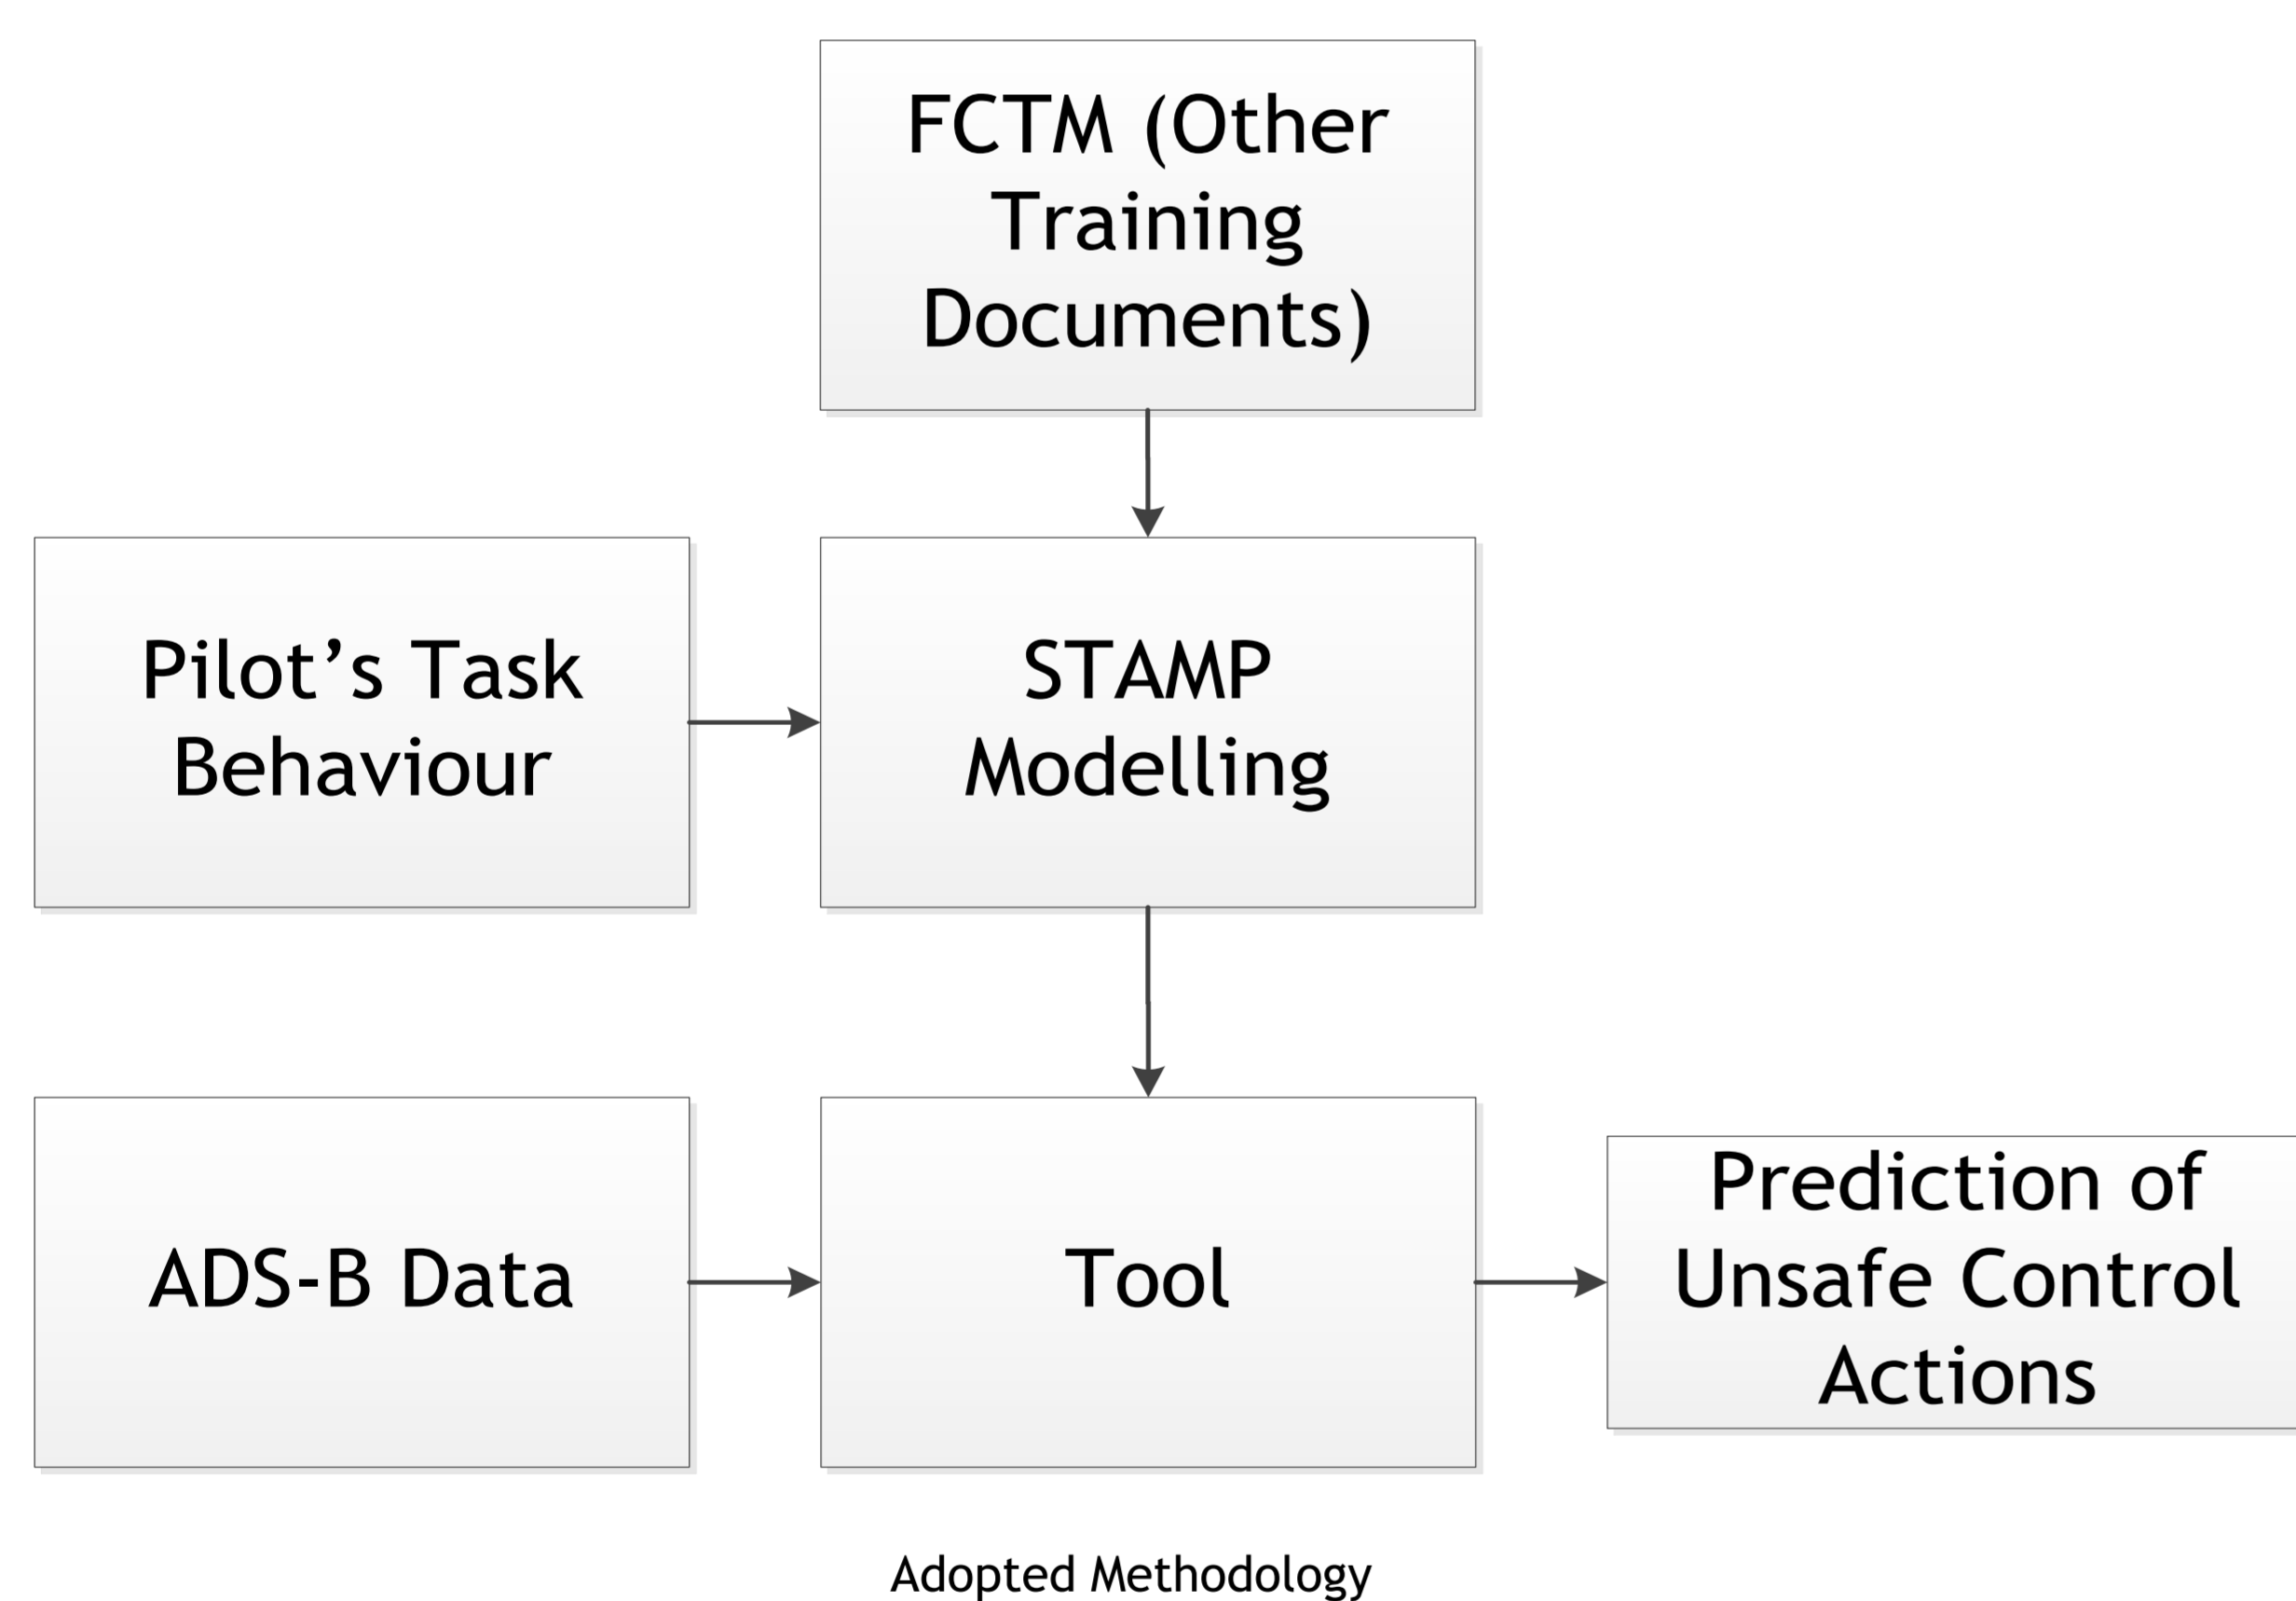 FCTM (Other
Training
Documents)
Pilot’s Task
Behaviour
STAMP
Modelling
ADS-B Data
Tool
Prediction of
Unsafe Control
Actions
Adopted Methodology